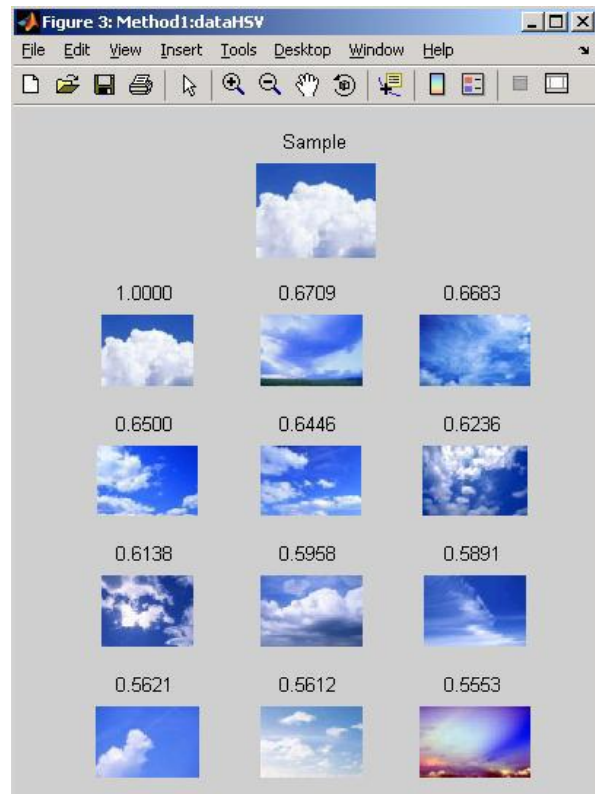 Figure 3: Method1:dataHSV
File Edit View Insert Tools Desktop Window Help
Sample
1.0000 0.6709 0.6683
0.6500 0.6446 0.6236
0.6138 0.5958 0.5891
0.5621 0.5612 0.5553